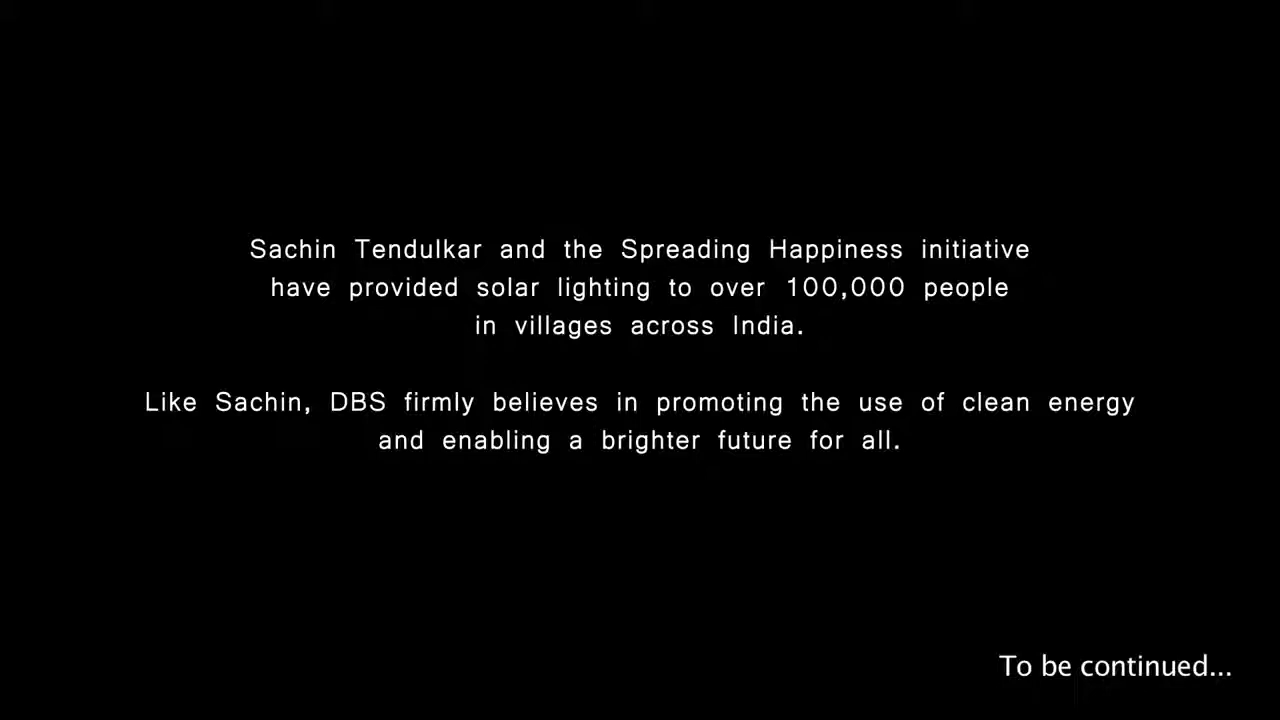 Sachin Tendulkar and the Spreading Happiness initiative
have provided solar lighting to over 100,000 people
in villages across India.
Like Sachin, DBS firmly believes in promoting the use of clean energy
and enabling a brighter future for all.
To be continued...